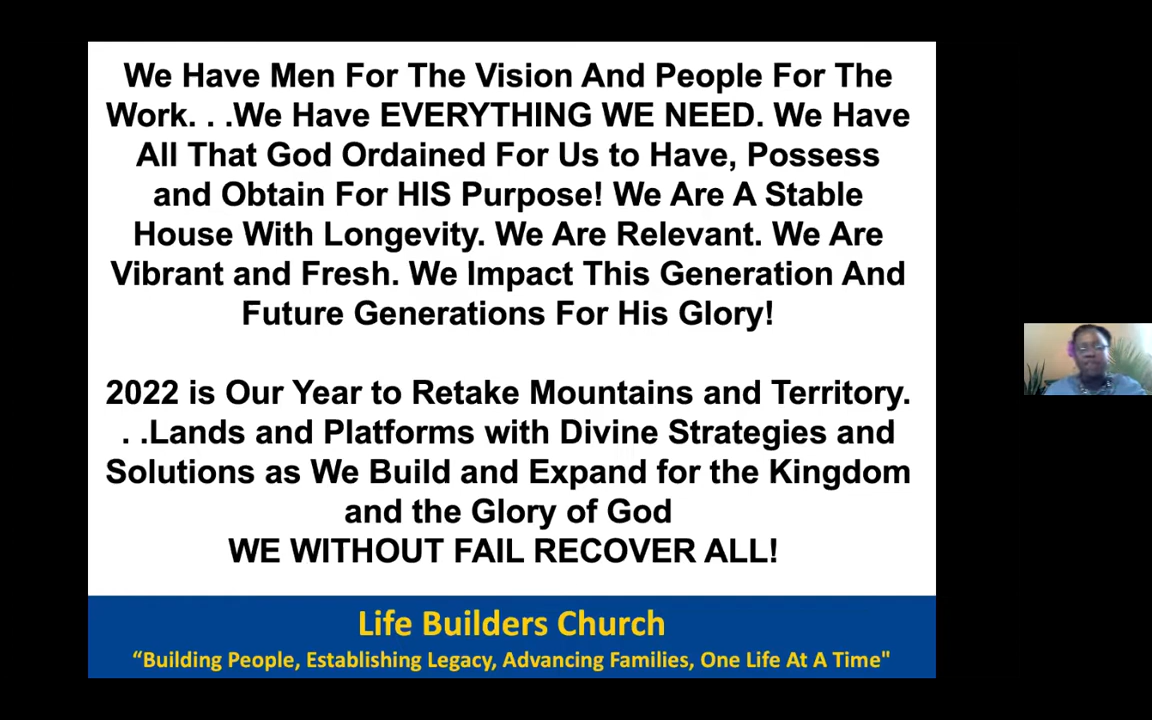 We Have Men For The Vision And People For The
Work. . .We Have EVERYTHING WE NEED. We Have
All That God Ordained For Us to Have, Possess
and Obtain For HIS Purpose! We Are A Stable
House With Longevity. We Are Relevant. We Are
Vibrant and Fresh. We Impact This Generation And
Future Generations For His Glory!
2022 is Our Year to Retake Mountains and Territory.
. .Lands and Platforms with Divine Strategies and
Solutions as We Build and Expand for the Kingdom
and the Glory of God
WE WITHOUT FAIL RECOVER ALL!
Life Builders Church
“Building People, Establishing Legacy, Advancing Families, One Life At A Time"